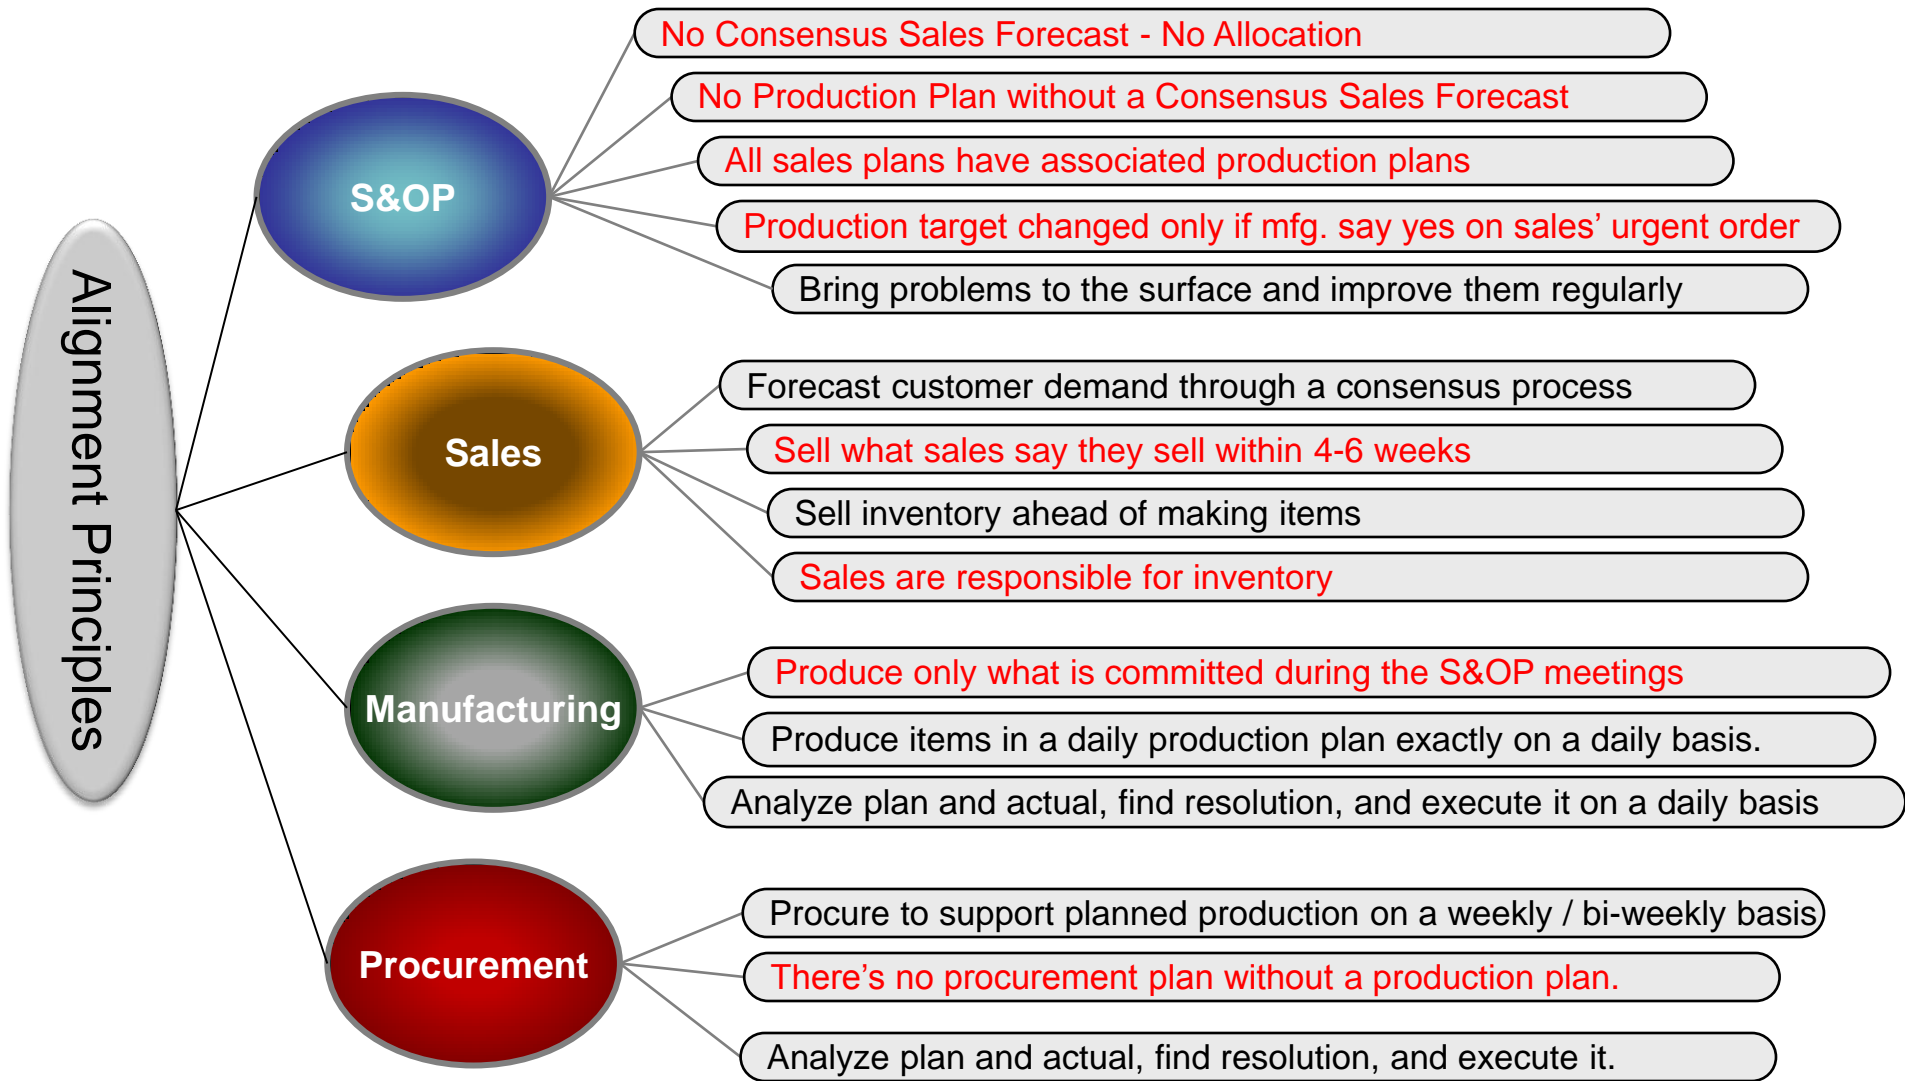 Alignment Principles
S&OP
No Consensus Sales Forecast - No Allocation
No Production Plan without a Consensus Sales Forecast
All sales plans have associated production plans
Production target changed only if mfg. say yes on sales’ urgent order
Bring problems to the surface and improve them regularly
Sales
Forecast customer demand through a consensus process
Sell what sales say they sell within 4-6 weeks
Sell inventory ahead of making items
Sales are responsible for inventory
Manufacturing
Produce only what is committed during the S&OP meetings
Produce items in a daily production plan exactly on a daily basis.
Analyze plan and actual, find resolution, and execute it on a daily basis
Procurement
Procure to support planned production on a weekly / bi-weekly basis
There’s no procurement plan without a production plan.
Analyze plan and actual, find resolution, and execute it.